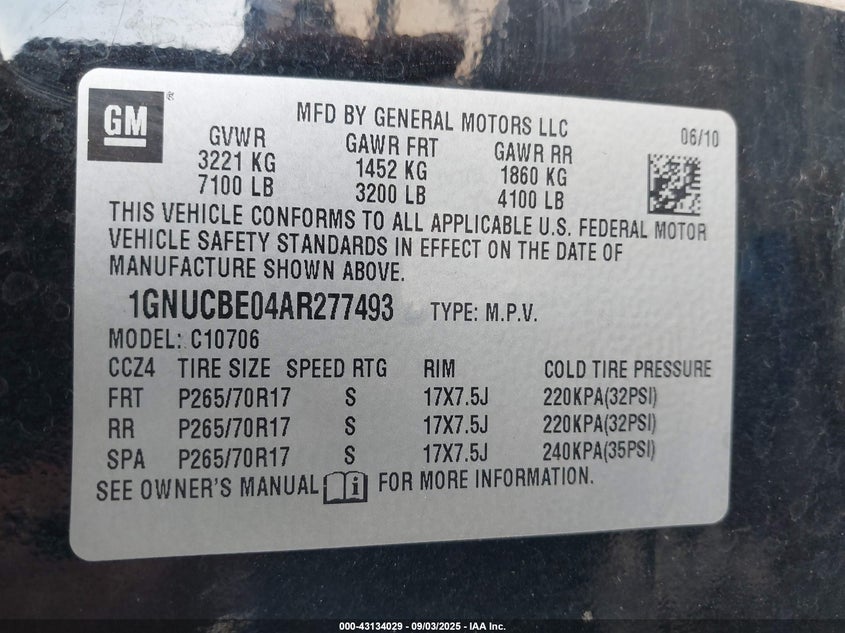 GM
®
MFD BY GENERAL MOTORS LLC
06/10
GVWR GAWR FRT GAWR RR
3221 KG 1452 KG 1860 KG
7100 LB 3200 LB 4100 LB
THIS VEHICLE CONFORMS TO ALL APPLICABLE U.S. FEDERAL MOTOR
VEHICLE SAFETY STANDARDS IN EFFECT ON THE DATE OF
MANUFACTURE SHOWN ABOVE.
1GNUCBE04AR277493 TYPE: M.P.V.
MODEL: C10706
CCZ4 TIRE SIZE SPEED RTG RIM COLD TIRE PRESSURE
FRT P265/70R17 S 17X7.5J 220KPA(32PSI)
RR P265/70R17 S 17X7.5J 220KPA(32PSI)
SPA P265/70R17 S 17X7.5J 240KPA(35PSI)
SEE OWNER'S MANUAL i FOR MORE INFORMATION.
000-43134029 - 09/03/2025 - IAA Inc.